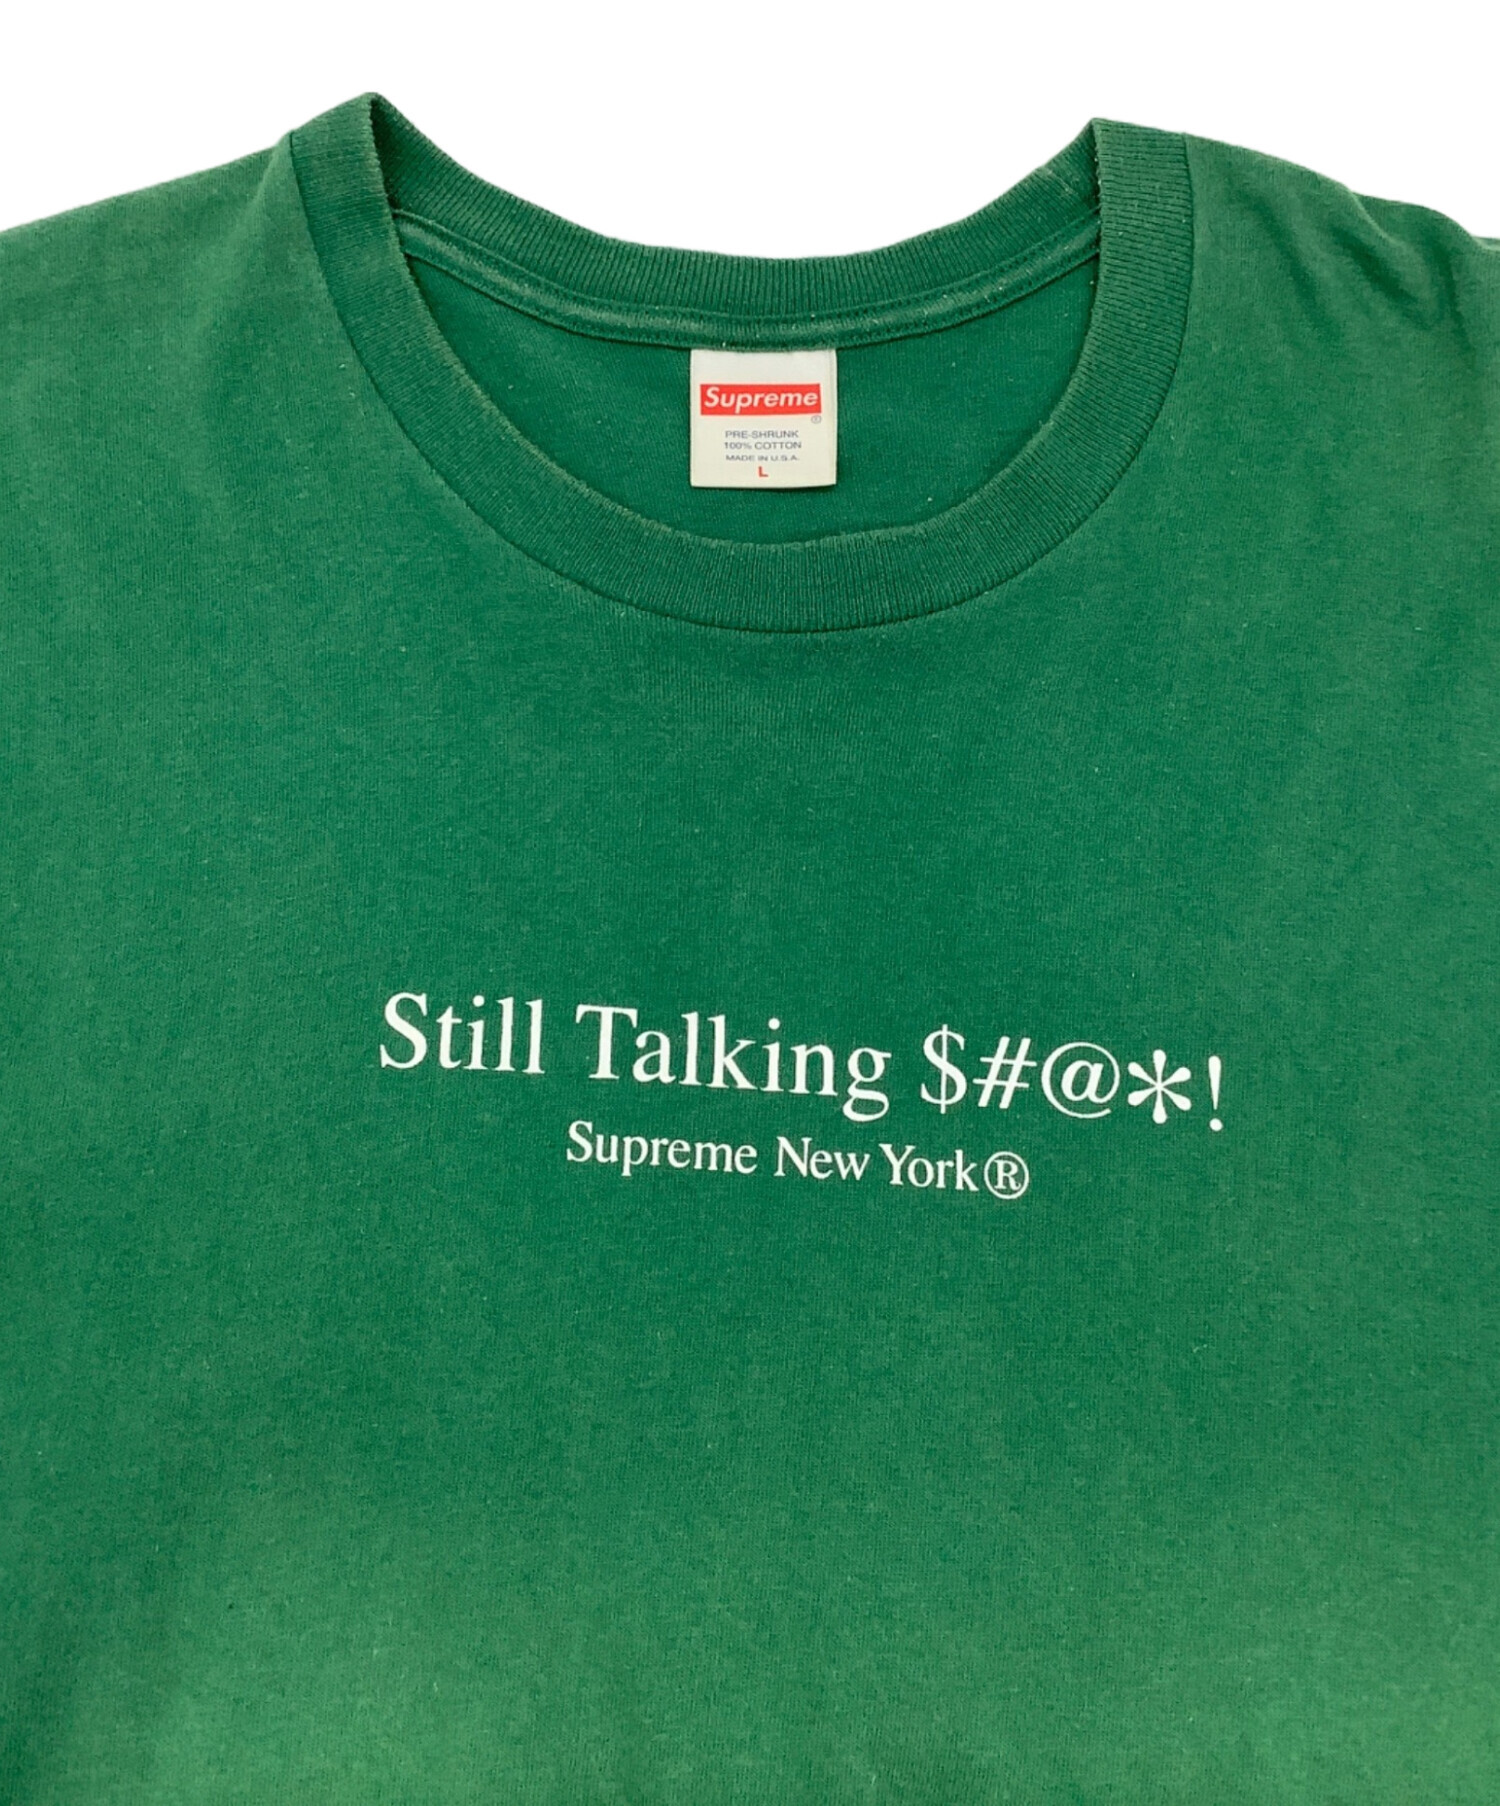 Supreme
®
PRE-SHRUNK
100% COTTON
MADE IN U.S.A.
L
Still Talking $#@*!
Supreme New York®